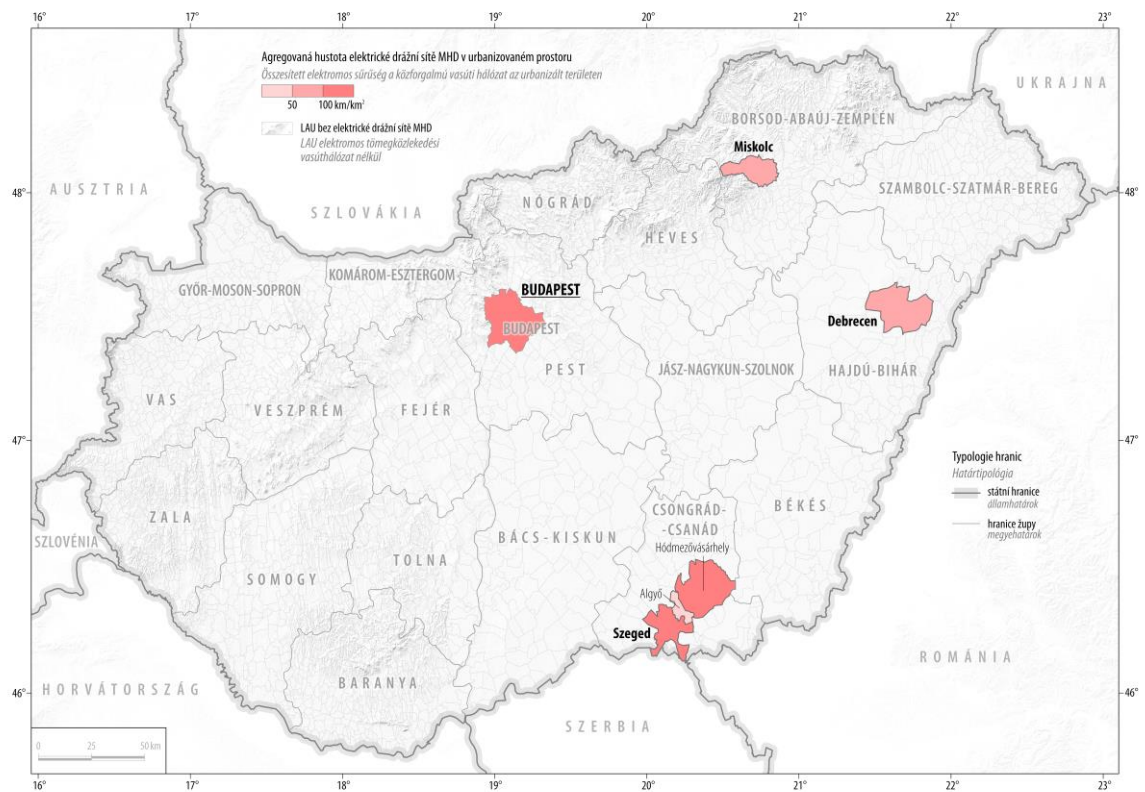 16° 17° 18° 19° 20° 21° 22° 23°
Agregovaná hustota elektrické drážní sítě MHD v urbanizovaném prostoru
Összesített elektromos sűrűség a közforgalmú vasúti hálózat az urbanizált területen
50 100 km/km²
LAU bez elektrické drážní sítě MHD
LAU elektromos tömegközlekedési
vasúthálózat nélkül
UKRAJNA
BORSOD-ABAÚJ-ZEMPLÉN
Miskolc
AUSZTRIA
48°
48°
SZLOVÁKIA
NÓGRÁD
SZAMBOLC-SZATMÁR-BEREG
HEVES
KOMÁROM-ESZTERGOM
GYŐR-MOSON-SOPRON
BUDAPEST
BUDAPEST
Debrecen
PEST
JÁSZ-NAGYKUN-SZOLNOK
HAJDÚ-BIHÁR
VAS
VESZPRÉM
FEJÉR
47°
47°
Typologie hranic
Határtipológia
státní hranice
államhatárok
hranice župy
megyehatárok
ZALA
SZLOVÉNIA
CSONGRÁD-
-CSANÁD
BÉKÉS
Hódmezővásárhely
BÁCS-KISKUN
TOLNA
SOMOGY
Algyő
Szeged
ROMÁNIA
BARANYA
HORVÁTORSZÁG
46°
46°
SZERBIA
0 25 50 km
16° 17° 18° 19° 20° 21° 22° 23°